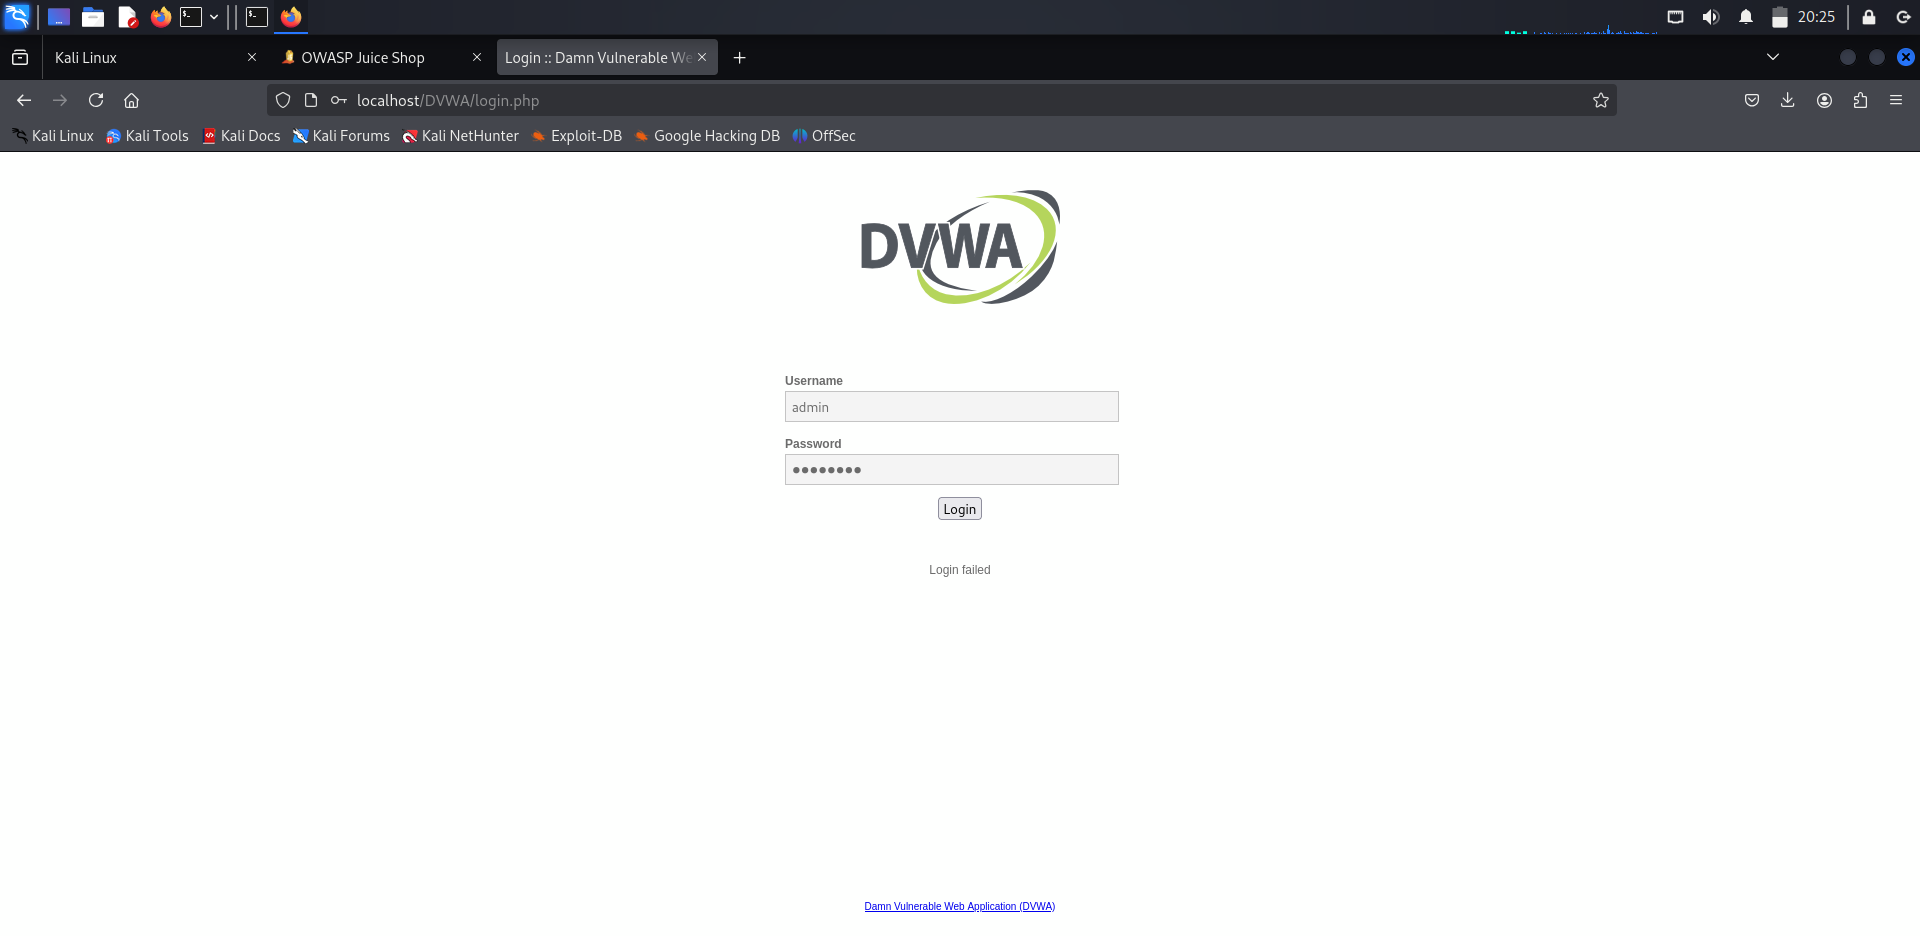 20:25
Kali Linux
OWASP Juice Shop
Login :: Damn Vulnerable We
localhost/DVWA/login.php
Kali Linux
Kali Tools
Kali Docs
Kali Forums
Kali NetHunter
Exploit-DB
Google Hacking DB
OffSec
DVWA
Username
admin
Password
Login
Login failed
Damn Vulnerable Web Application (DVWA)